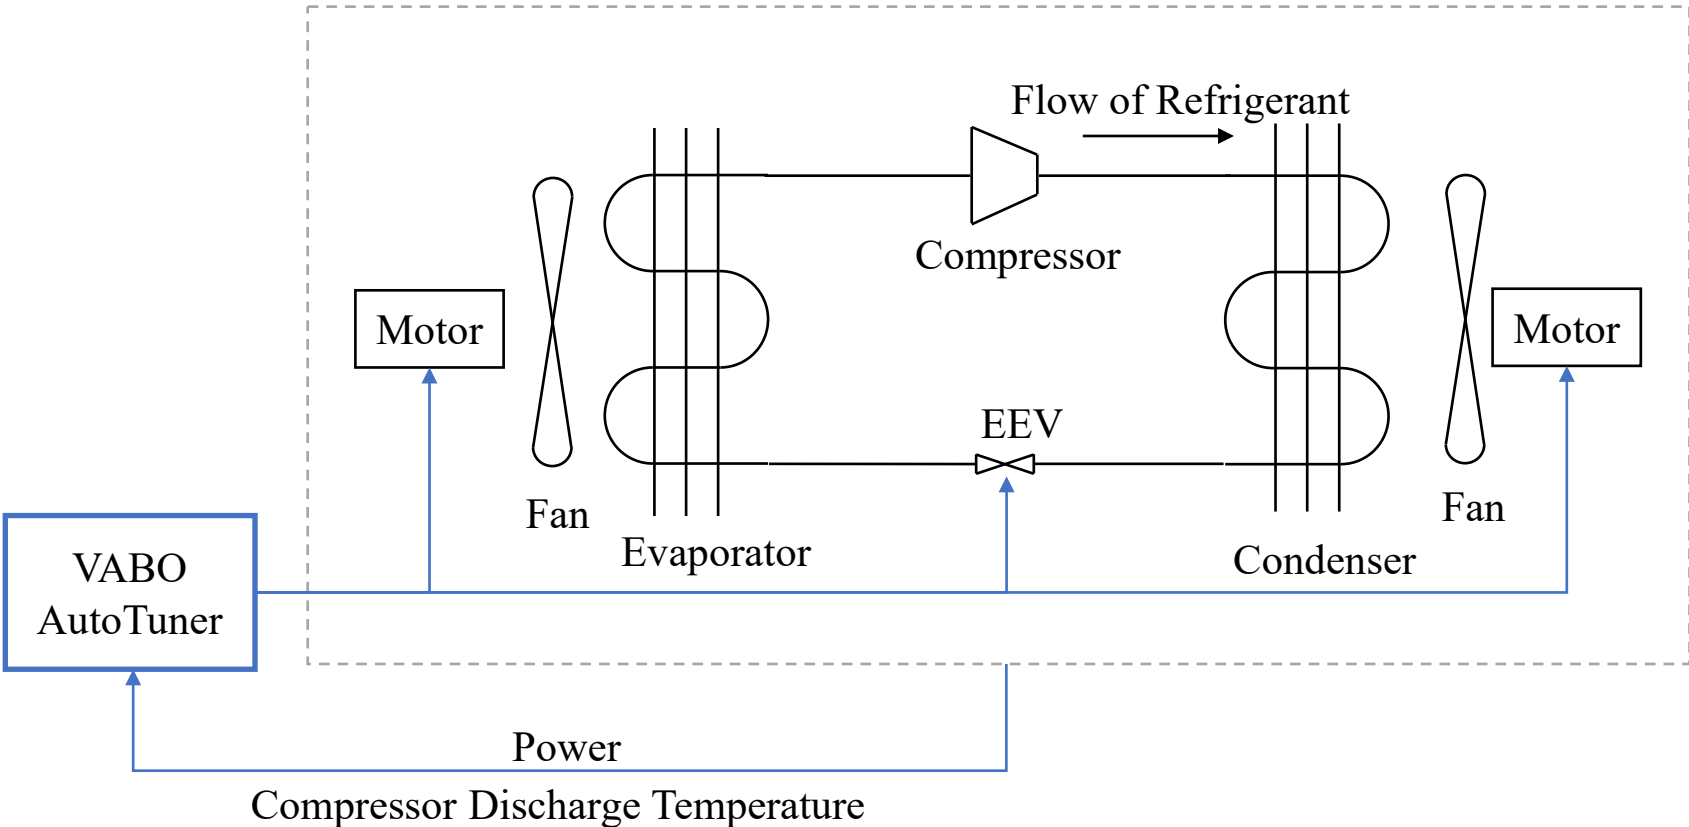 Flow of Refrigerant
Compressor
Motor
Motor
EEV
Fan
Fan
Evaporator
Condenser
VABO
AutoTuner
Power
Compressor Discharge Temperature